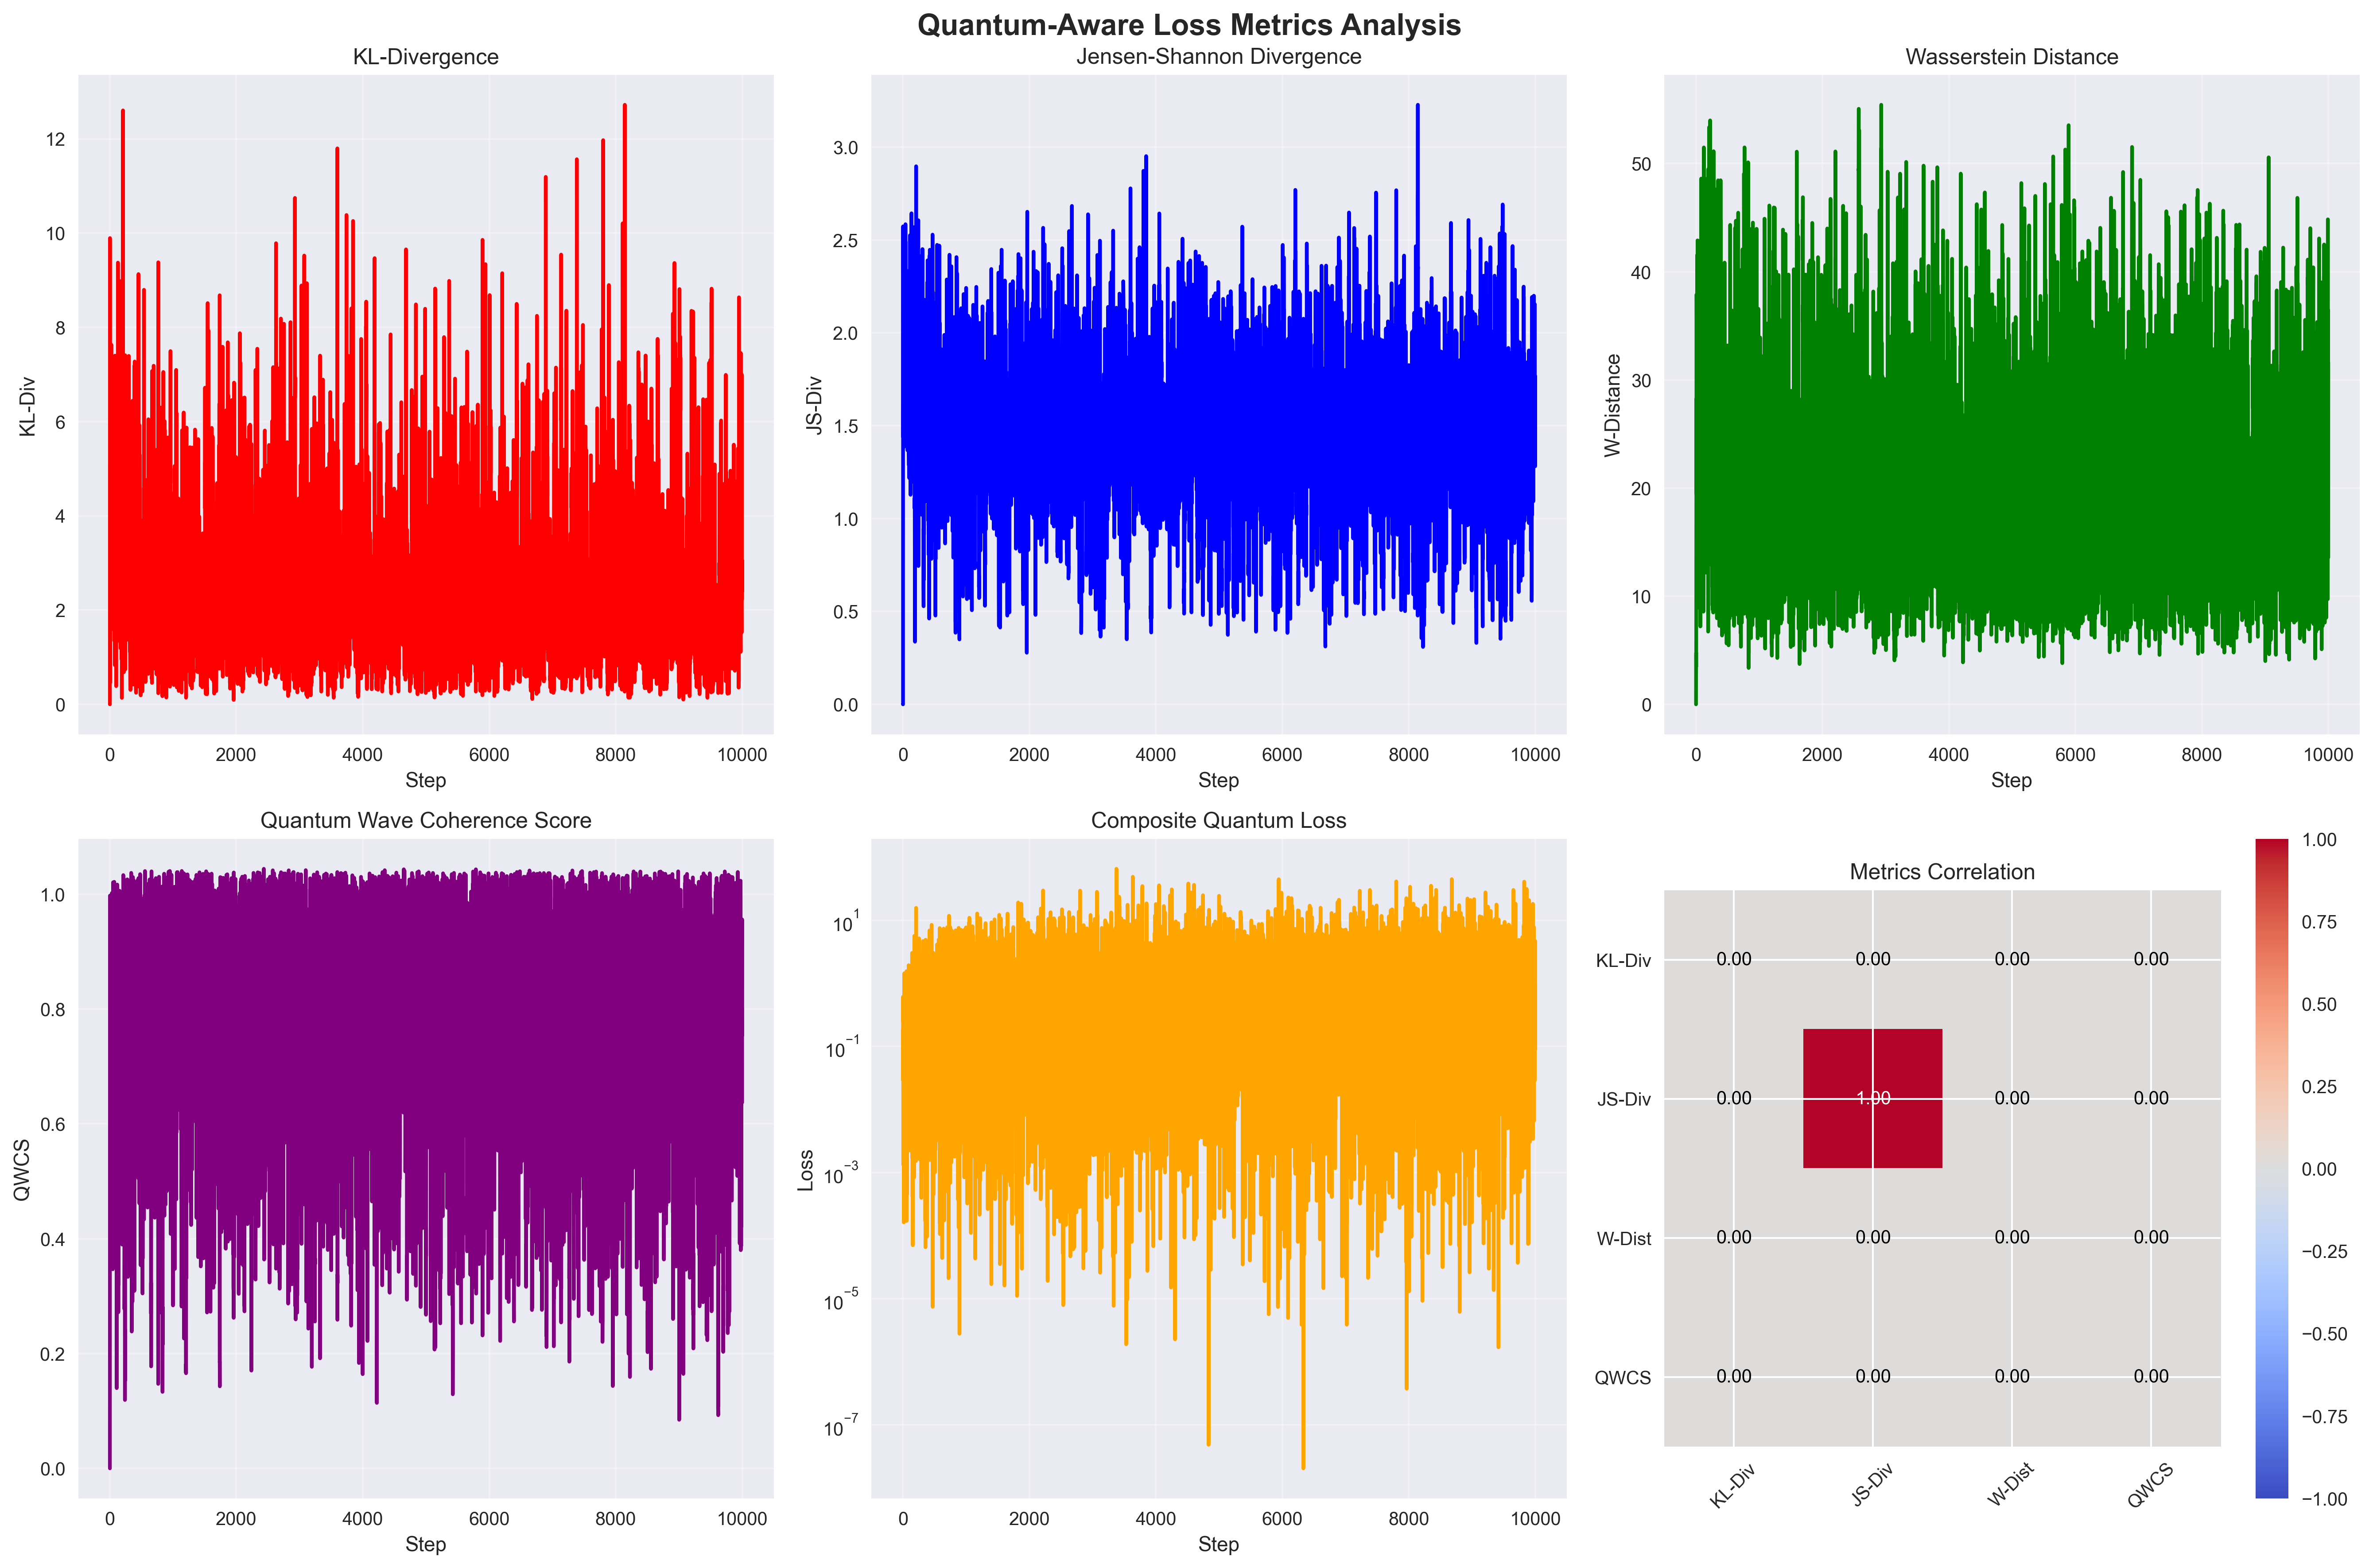 Quantum-Aware Loss Metrics Analysis
KL-Divergence
KL-Div
12
10
8
6
4
2
0
0 2000 4000 6000 8000 10000
Step
Jensen-Shannon Divergence
JS-Div
3.0
2.5
2.0
1.5
1.0
0.5
0.0
0 2000 4000 6000 8000 10000
Step
Wasserstein Distance
W-Distance
50
40
30
20
10
0
0 2000 4000 6000 8000 10000
Step
Quantum Wave Coherence Score
QWCS
1.0
0.8
0.6
0.4
0.2
0.0
0 2000 4000 6000 8000 10000
Step
Composite Quantum Loss
Loss
10^1
10^−1
10^−3
10^−5
10^−7
0 2000 4000 6000 8000 10000
Step
Metrics Correlation
KL-Div 0.00 0.00 0.00 0.00
JS-Div 0.00 1.00 0.00 0.00
W-Dist 0.00 0.00 0.00 0.00
QWCS 0.00 0.00 0.00 0.00
KL-Div JS-Div W-Dist QWCS
1.00
0.75
0.50
0.25
0.00
−0.25
−0.50
−0.75
−1.00